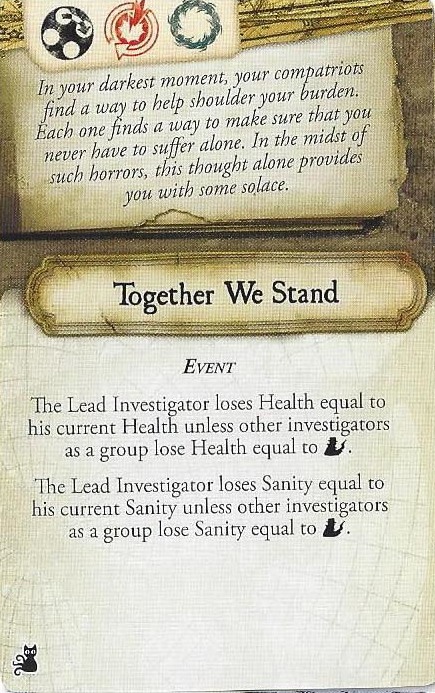 In your darkest moment, your compatriots
find a way to help shoulder your burden.
Each one finds a way to make sure that you
never have to suffer alone. In the midst of
such horrors, this thought alone provides
you with some solace.
Together We Stand
Event
The Lead Investigator loses Health equal to
his current Health unless other investigators
as a group lose Health equal to .
The Lead Investigator loses Sanity equal to
his current Sanity unless other investigators
as a group lose Sanity equal to .